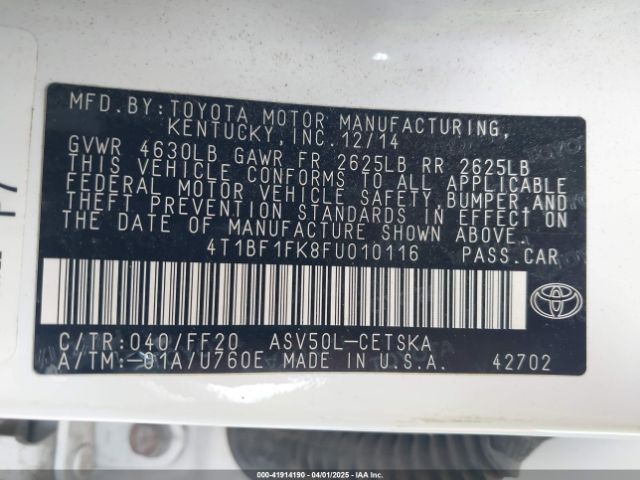 MFD.BY:TOYOTA MOTOR MANUFACTURING,
KENTUCKY, INC. 12/14
GVWR 4630LB GAWR FR 2625LB RR 2625LB
THIS VEHICLE CONFORMS TO ALL APPLICABLE
FEDERAL MOTOR VEHICLE SAFETY, BUMPER, AND
THEFT PREVENTION STANDARDS IN EFFECT ON
THE DATE OF MANUFACTURE SHOWN ABOVE.
4T1BF1FK8FU010116 PASS.CAR
C/TR:040/FF20 ASV50L-CETSKA
A/TM:-01A/U760E MADE IN U.S.A. 42702
000-41914190 04/01/2025 IAA Inc.